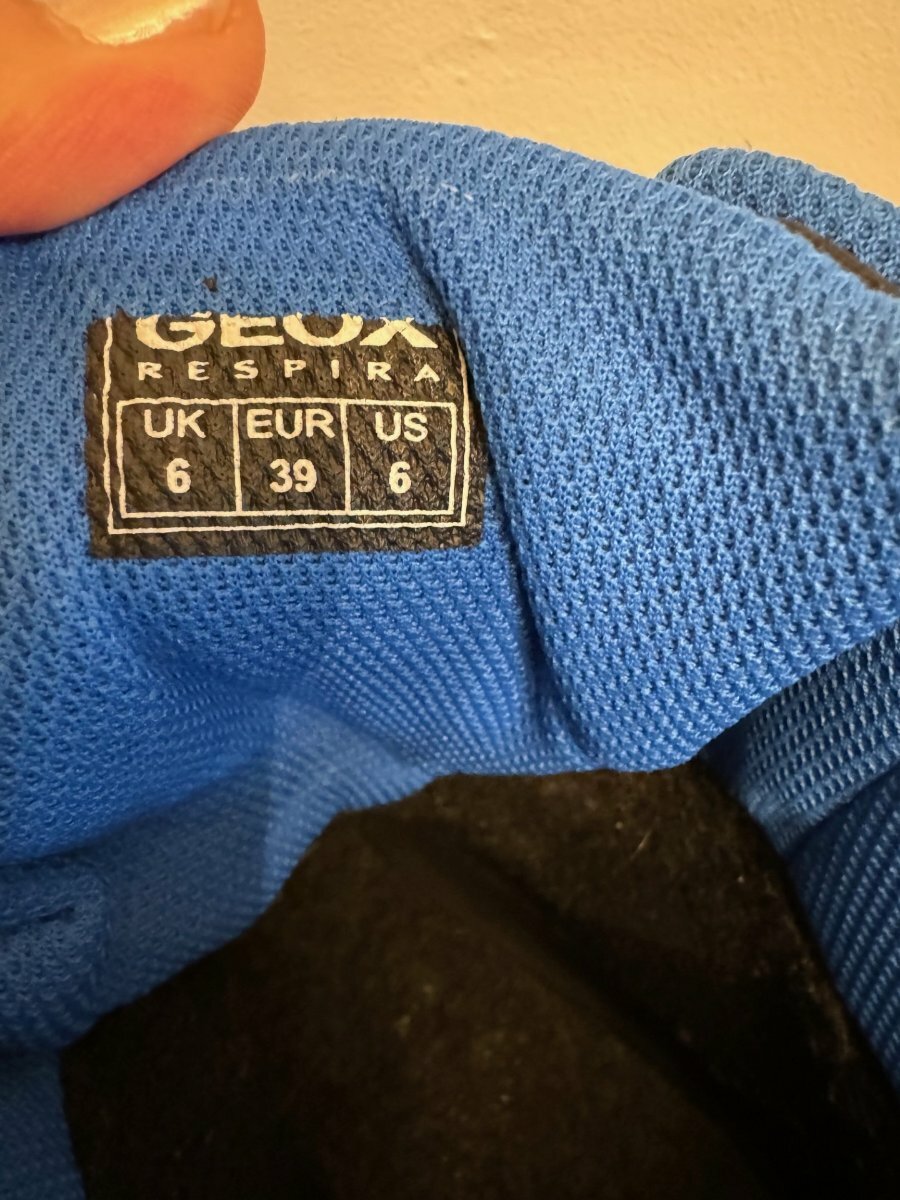 GEOX
RESPIRA
UK EUR US
6 39 6